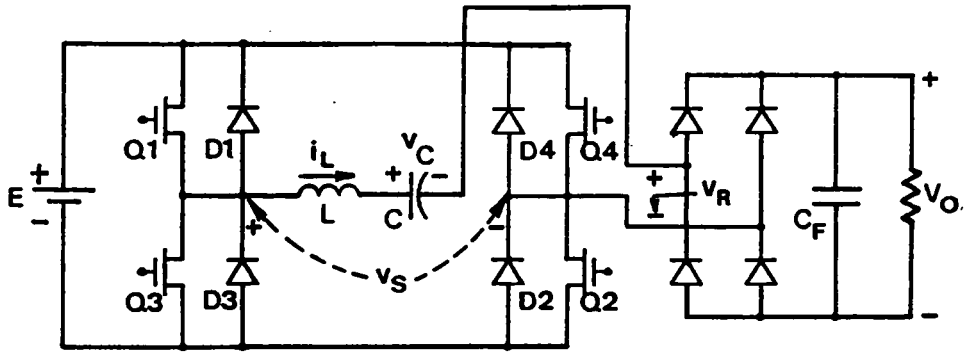 +
E
−
Q1
D1
i_L
L
+
v_C
−
C
D4
Q4
Q3
D3
+
v_S
−
D2
Q2
+
v_R
−
C_F
+
V_O
−